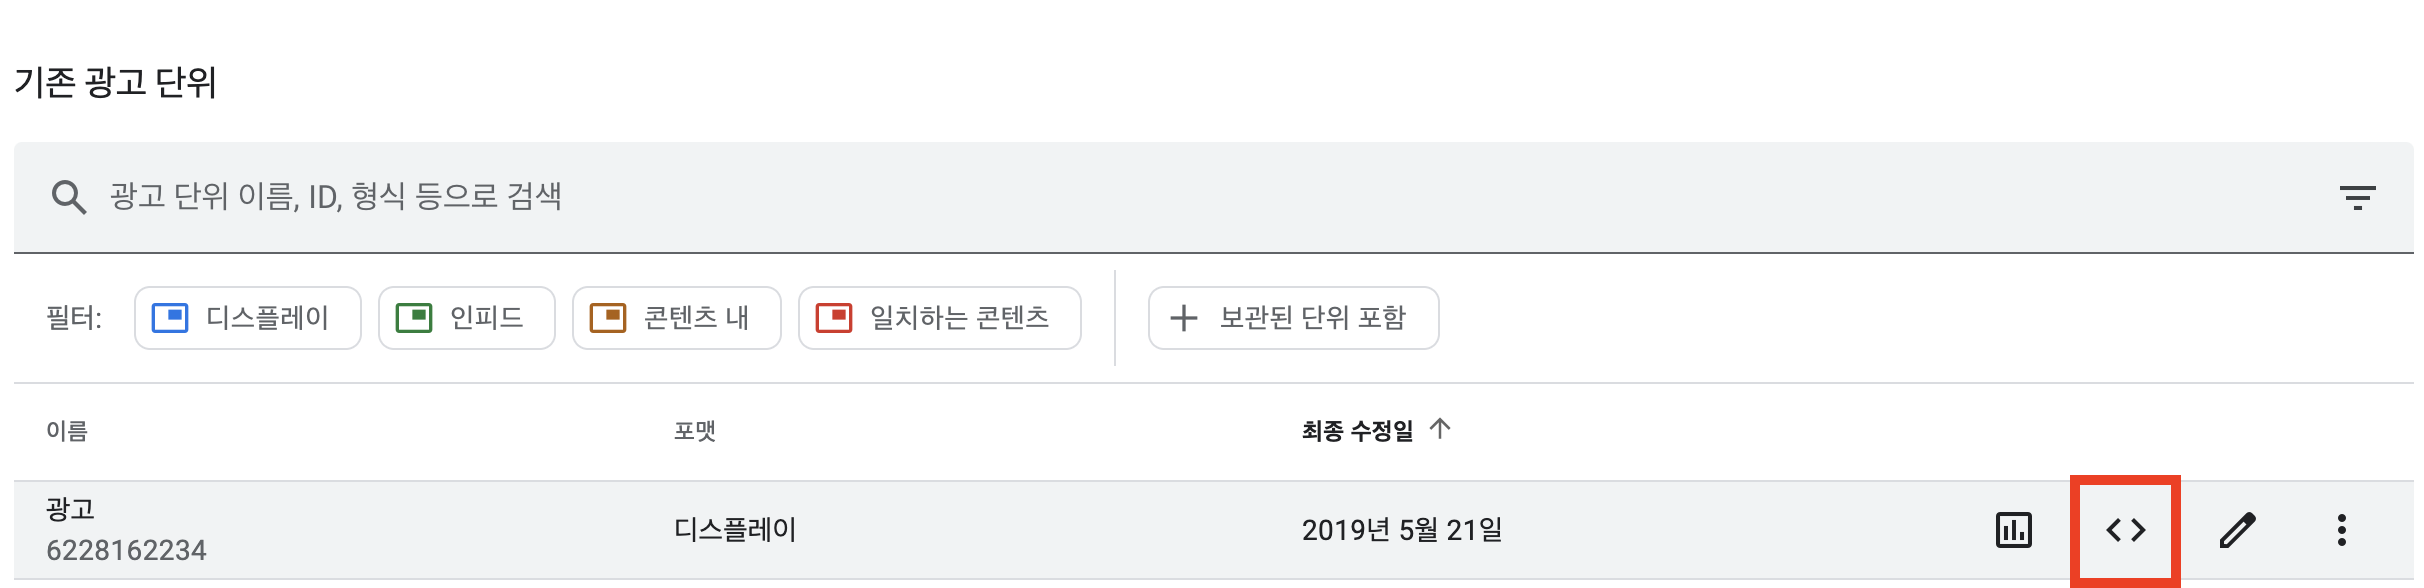 기존 광고 단위
광고 단위 이름, ID, 형식 등으로 검색
필터: 디스플레이 인피드 콘텐츠 내 일치하는 콘텐츠 보관된 단위 포함
이름 포맷 최종 수정일
광고
6228162234
디스플레이 2019년 5월 21일